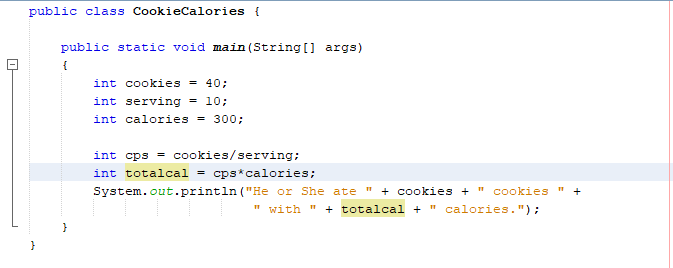 public class CookieCalories {
public static void main(String[] args)
{
int cookies = 40;
int serving = 10;
int calories = 300;
int cps = cookies/serving;
int totalcal = cps*calories;
System.out.println("He or She ate " + cookies + " cookies " +
" with " + totalcal + " calories.");
}
}